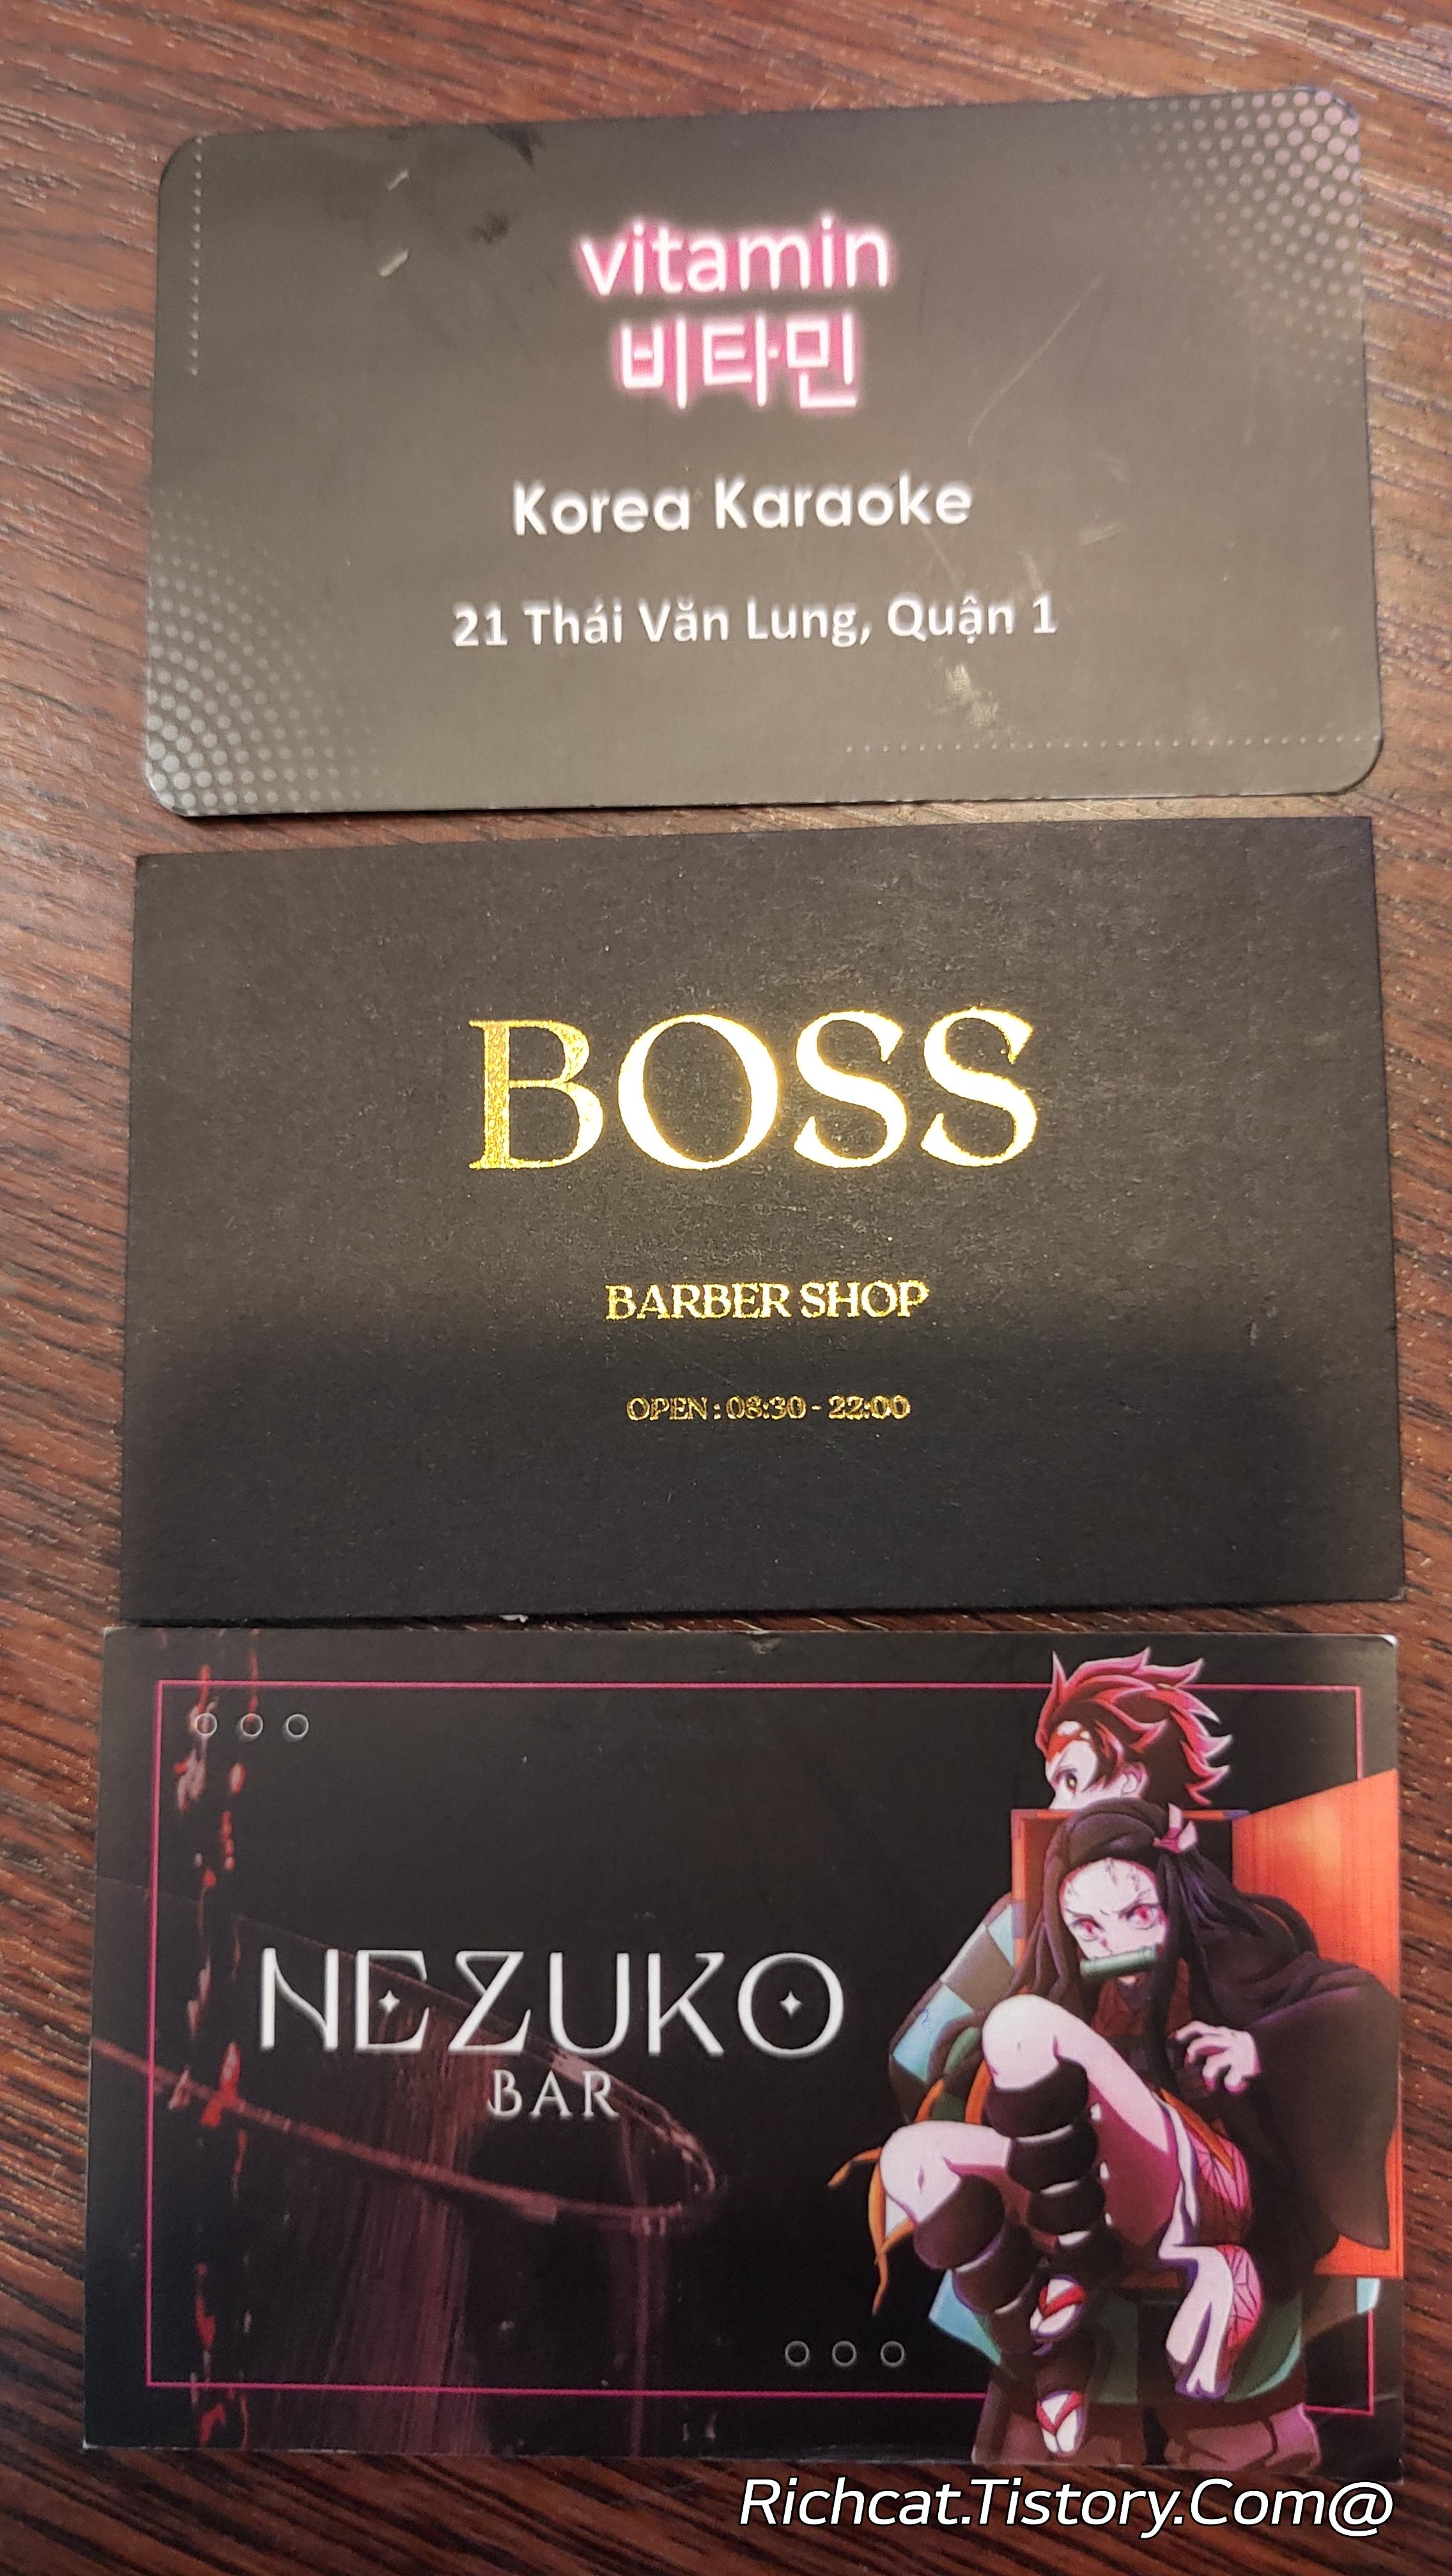 vitamin
비타민
Korea Karaoke
21 Thái Văn Lung, Quận 1
BOSS
BARBER SHOP
OPEN : 08:30 - 22:00
NEZUKO
BAR
Richcat.Tistory.Com@